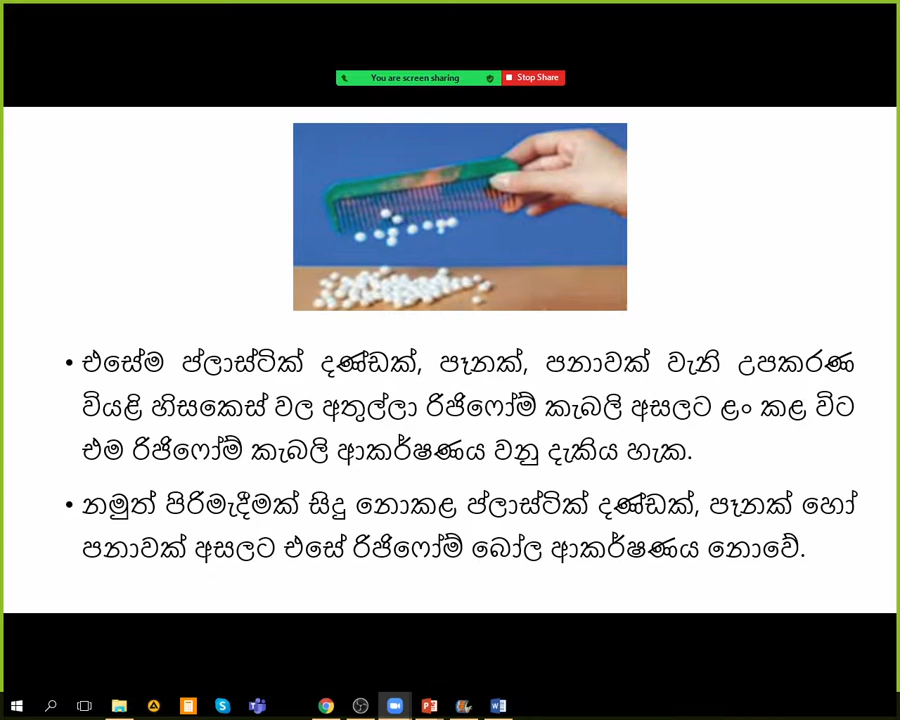 You are screen sharing
Stop Share
• එසේම ප්ලාස්ටික් දණ්ඩක්, පෑනක්, පනාවක් වැනි උපකරණ
වියළි හිසකෙස් වල අතුල්ලා රිජිෆෝම් කැබලි අසලට ළං කළ විට
එම රිජිෆෝම් කැබලි ආකර්ෂණය වනු දැකිය හැක.
• නමුත් පිරිමැදීමක් සිදු නොකළ ප්ලාස්ටික් දණ්ඩක්, පෑනක් හෝ
පනාවක් අසලට එසේ රිජිෆෝම් බෝල ආකර්ෂණය නොවේ.